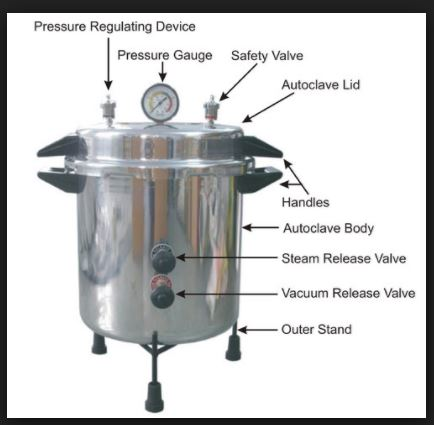 Pressure Regulating Device
Pressure Gauge
Safety Valve
Autoclave Lid
Handles
Autoclave Body
Steam Release Valve
Vacuum Release Valve
Outer Stand